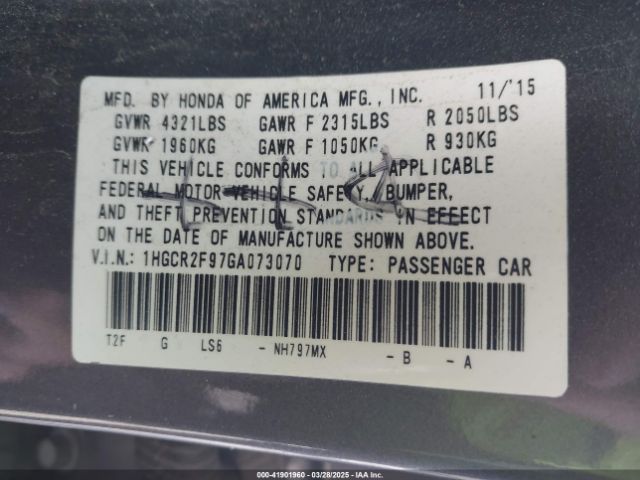 MFD. BY HONDA OF AMERICA MFG., INC. 11/'15
GVWR 4321LBS GAWR F 2315LBS R 2050LBS
GVWR 1960KG GAWR F 1050KG R 930KG
THIS VEHICLE CONFORMS TO ALL APPLICABLE
FEDERAL MOTOR VEHICLE SAFETY, BUMPER,
AND THEFT PREVENTION STANDARDS IN EFFECT
ON THE DATE OF MANUFACTURE SHOWN ABOVE.
V.I.N.: 1HGCR2F97GA073070 TYPE: PASSENGER CAR
T2F G LS6 - NH797MX - B - A
000-41901960 - 03/28/2025 - IAA Inc.